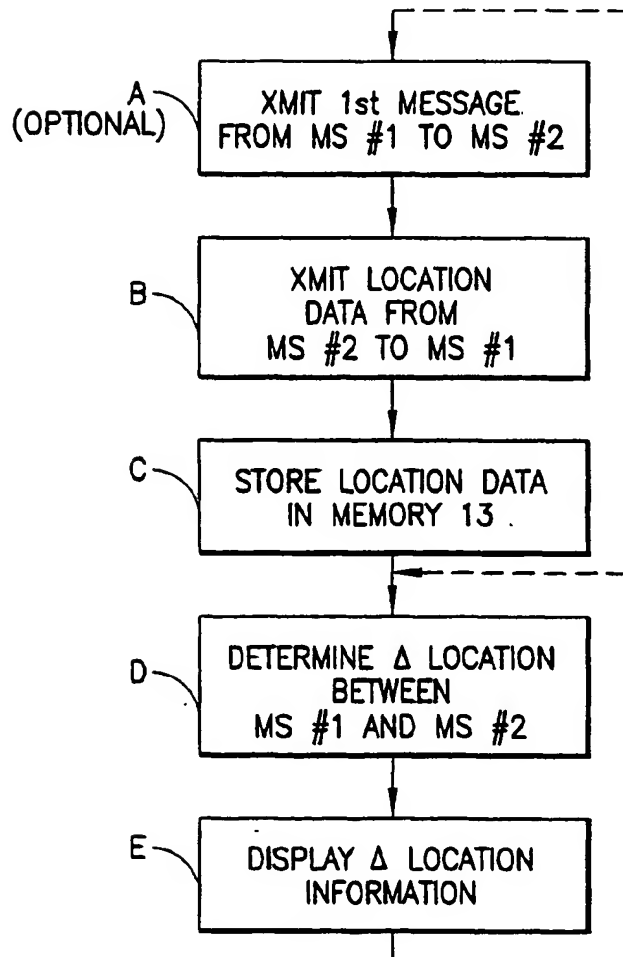 A
(OPTIONAL)
XMIT 1st MESSAGE.
FROM MS #1 TO MS #2
B
XMIT LOCATION
DATA FROM
MS #2 TO MS #1
C
STORE LOCATION DATA
IN MEMORY 13 .
D
DETERMINE Δ LOCATION
BETWEEN
MS #1 AND MS #2
E
DISPLAY Δ LOCATION
INFORMATION